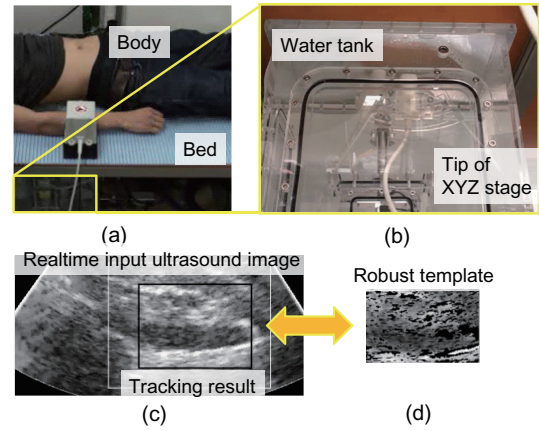 Body
Bed
Water tank
Tip of
XYZ stage
(a)
(b)
Realtime input ultrasound image
Tracking result
(c)
Robust template
(d)